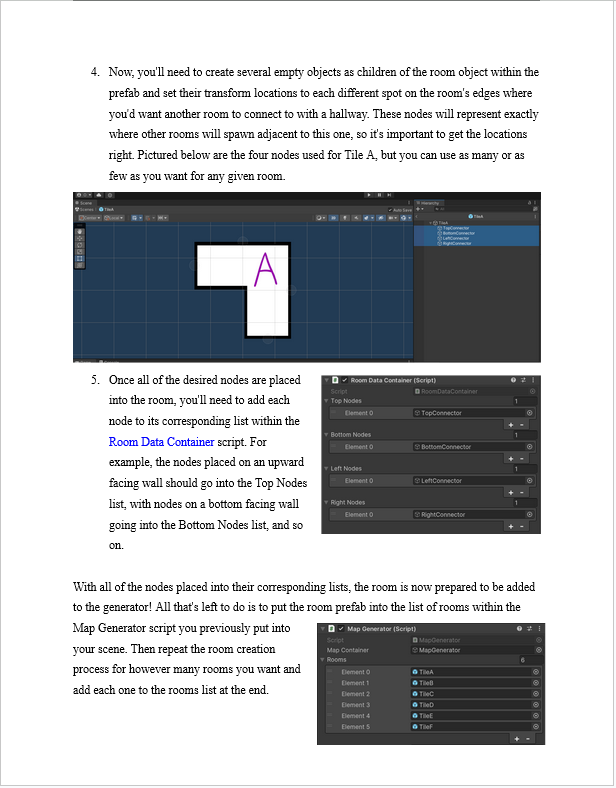 4. Now, you'll need to create several empty objects as children of the room object within the
prefab and set their transform locations to each different spot on the room's edges where
you'd want another room to connect to with a hallway. These nodes will represent exactly
where other rooms will spawn adjacent to this one, so it's important to get the locations
right. Pictured below are the four nodes used for Tile A, but you can use as many or as
few as you want for any given room.
Scene
Scenes TileA
Auto Save
Center Local
A
Hierarchy
TileA
TileA
TopConnector
BottomConnector
LeftConnector
RightConnector
5. Once all of the desired nodes are placed
into the room, you'll need to add each
node to its corresponding list within the
Room Data Container script. For
example, the nodes placed on an upward
facing wall should go into the Top Nodes
list, with nodes on a bottom facing wall
going into the Bottom Nodes list, and so
on.
Room Data Container (Script)
Script RoomDataContainer
Top Nodes 1
Element 0 TopConnector
+ -
Bottom Nodes 1
Element 0 BottomConnector
+ -
Left Nodes 1
Element 0 LeftConnector
+ -
Right Nodes 1
Element 0 RightConnector
+ -
With all of the nodes placed into their corresponding lists, the room is now prepared to be added
to the generator! All that's left to do is to put the room prefab into the list of rooms within the
Map Generator script you previously put into
your scene. Then repeat the room creation
process for however many rooms you want and
add each one to the rooms list at the end.
Map Generator (Script)
Script MapGenerator
Map Container MapGenerator
Rooms 6
Element 0 TileA
Element 1 TileB
Element 2 TileC
Element 3 TileD
Element 4 TileE
Element 5 TileF
+ -